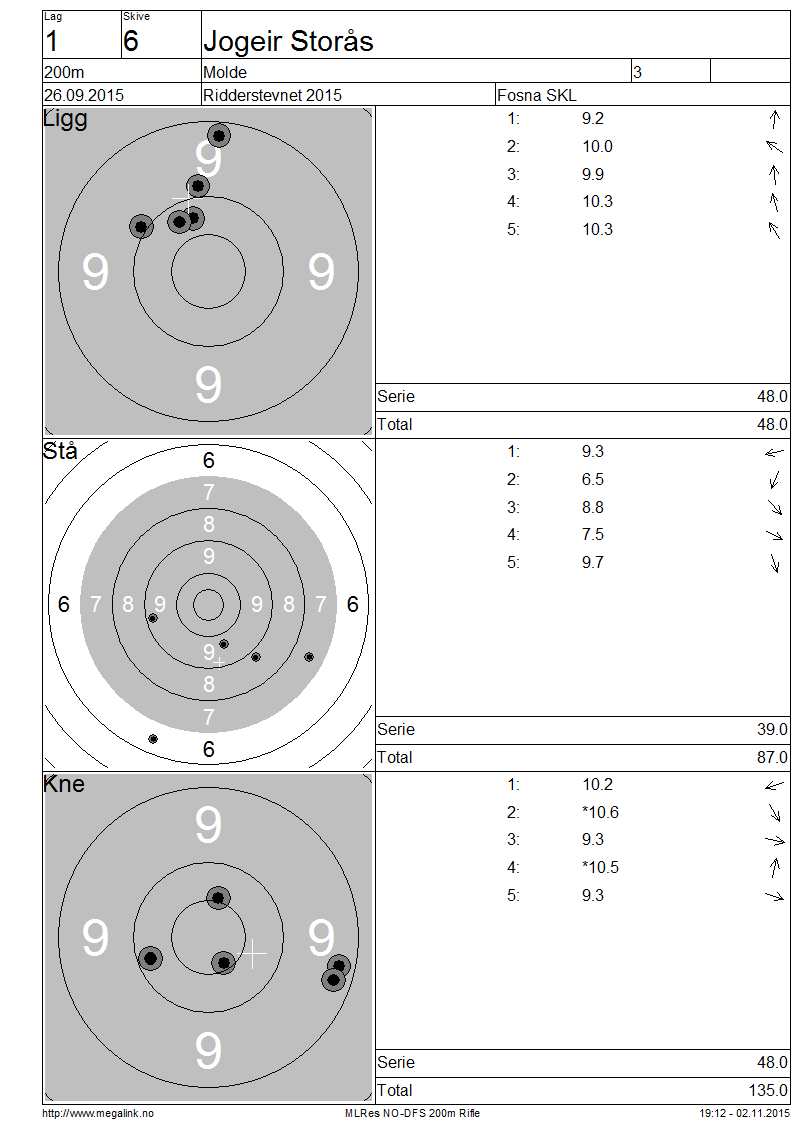 Lag Skive
1 6 Jogeir Storås
200m Molde 3
26.09.2015 Ridderstevnet 2015 Fosna SKL
Ligg
9
9 9
9
1: 9.2
2: 10.0
3: 9.9
4: 10.3
5: 10.3
Serie 48.0
Total 48.0
Stå
6
7
8
9
6 7 8 9 9 8 7 6
9
8
7
6
1: 9.3
2: 6.5
3: 8.8
4: 7.5
5: 9.7
Serie 39.0
Total 87.0
Kne
9
9 9
9
1: 10.2
2: *10.6
3: 9.3
4: *10.5
5: 9.3
Serie 48.0
Total 135.0
http://www.megalink.no MLRes NO-DFS 200m Rifle 19:12 - 02.11.2015